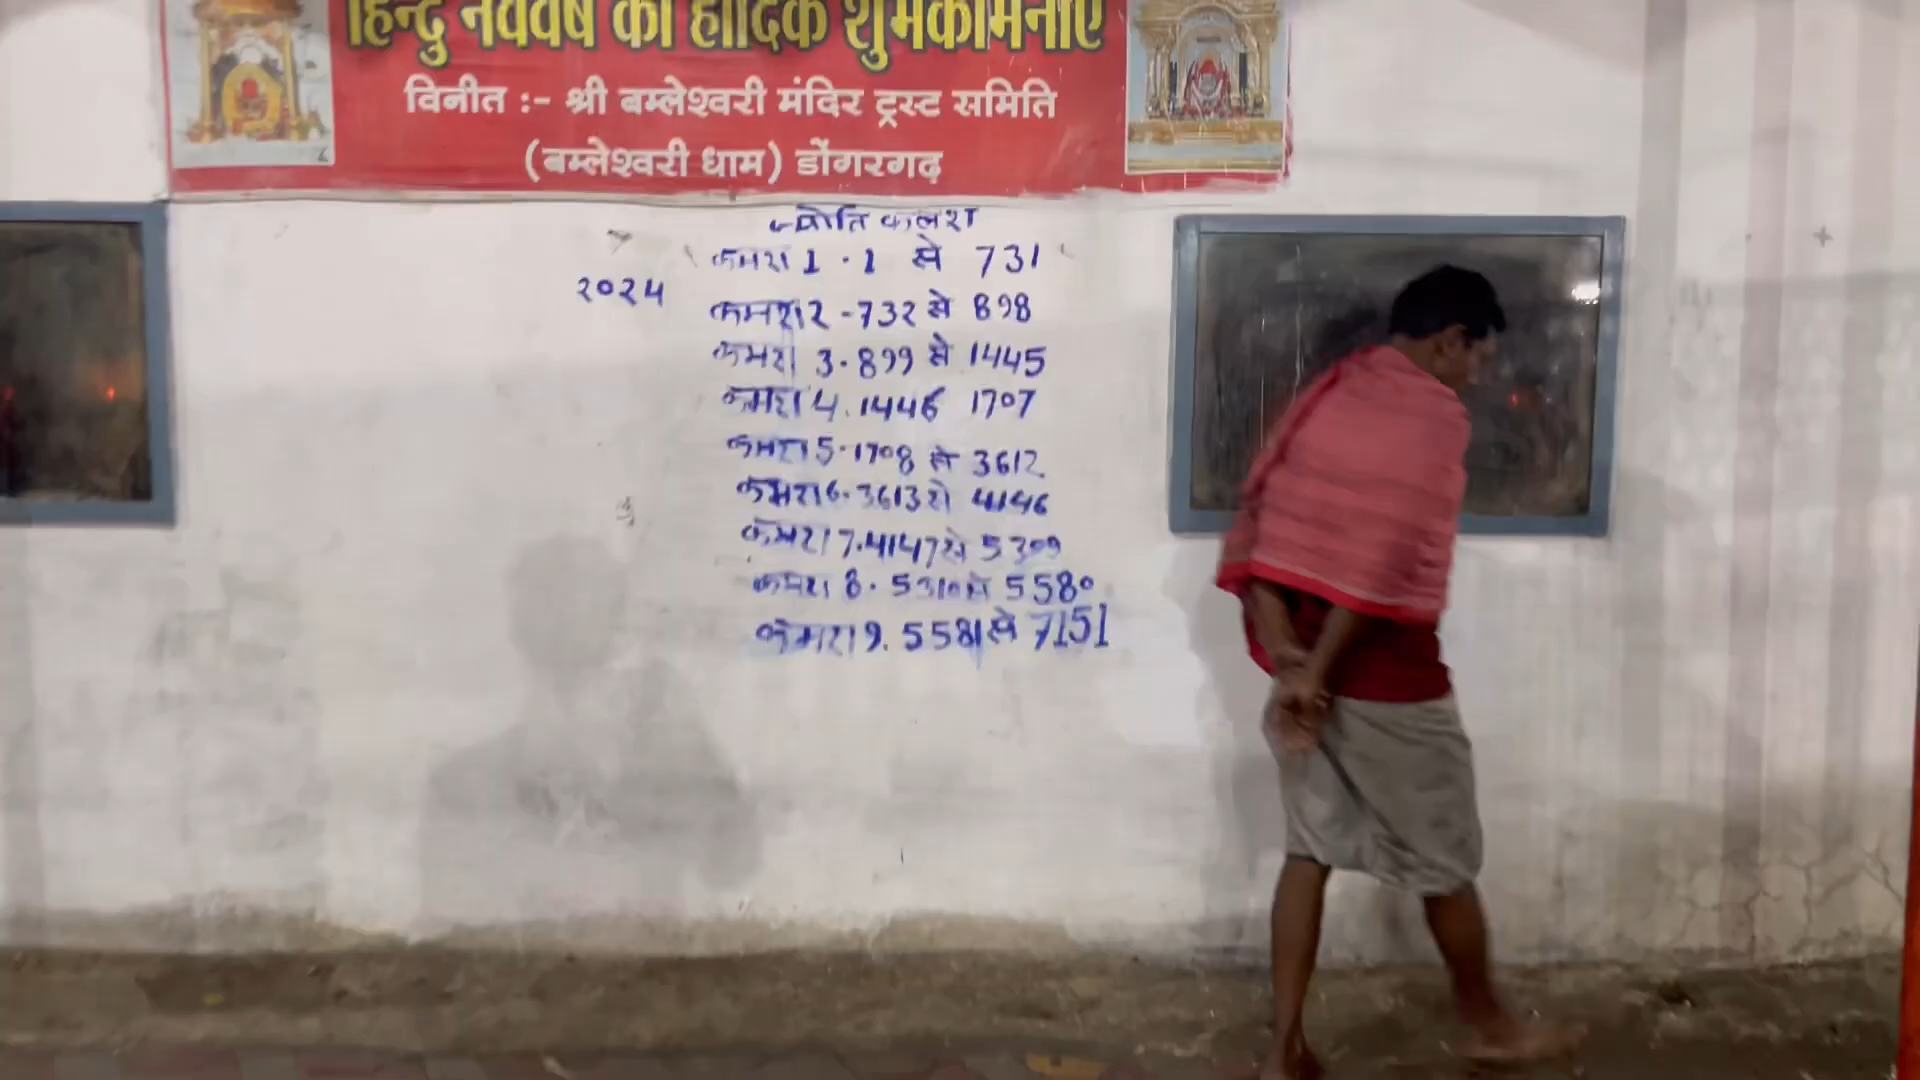 हिन्दु नववर्ष की हार्दिक शुभकामनाएं
विनीत :- श्री बम्लेश्वरी मंदिर ट्रस्ट समिति
(बम्लेश्वरी धाम) डोंगरगढ़
ज्योति कलश
कमरा 1 . 1 से 731
२०२४
कमरा 2 - 732 से 898
कमरा 3 . 899 से 1445
कमरा 4 . 1446 1707
कमरा 5 . 1708 से 3612
कमरा 6 . 3613 से 4146
कमरा 7 . 4147 से 5309
कमरा 8 . 5310 से 5580
कमरा 9 . 5581 से 7151